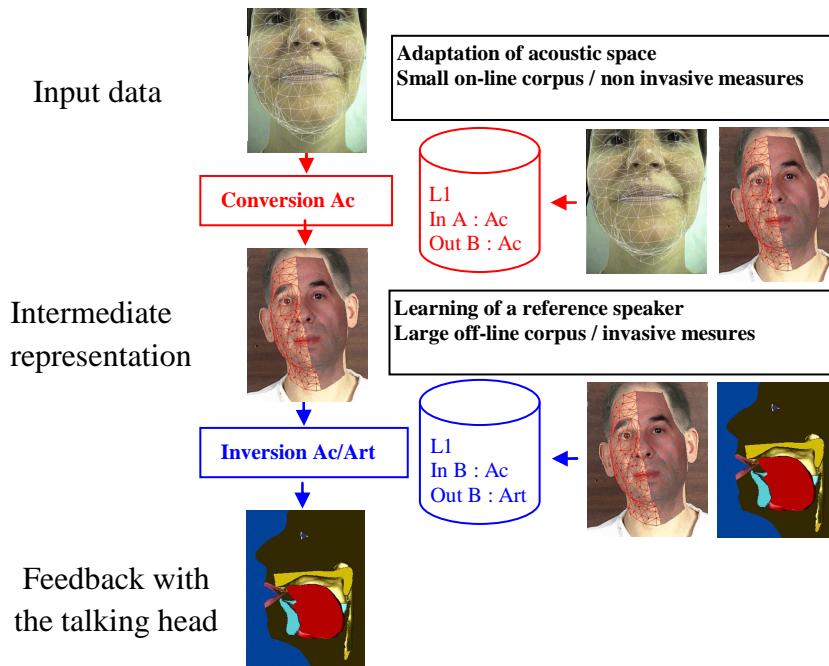 Input data
Adaptation of acoustic space
Small on-line corpus / non invasive measures
Conversion Ac
L1
In A : Ac
Out B : Ac
Intermediate
representation
Learning of a reference speaker
Large off-line corpus / invasive mesures
Inversion Ac/Art
L1
In B : Ac
Out B : Art
Feedback with
the talking head